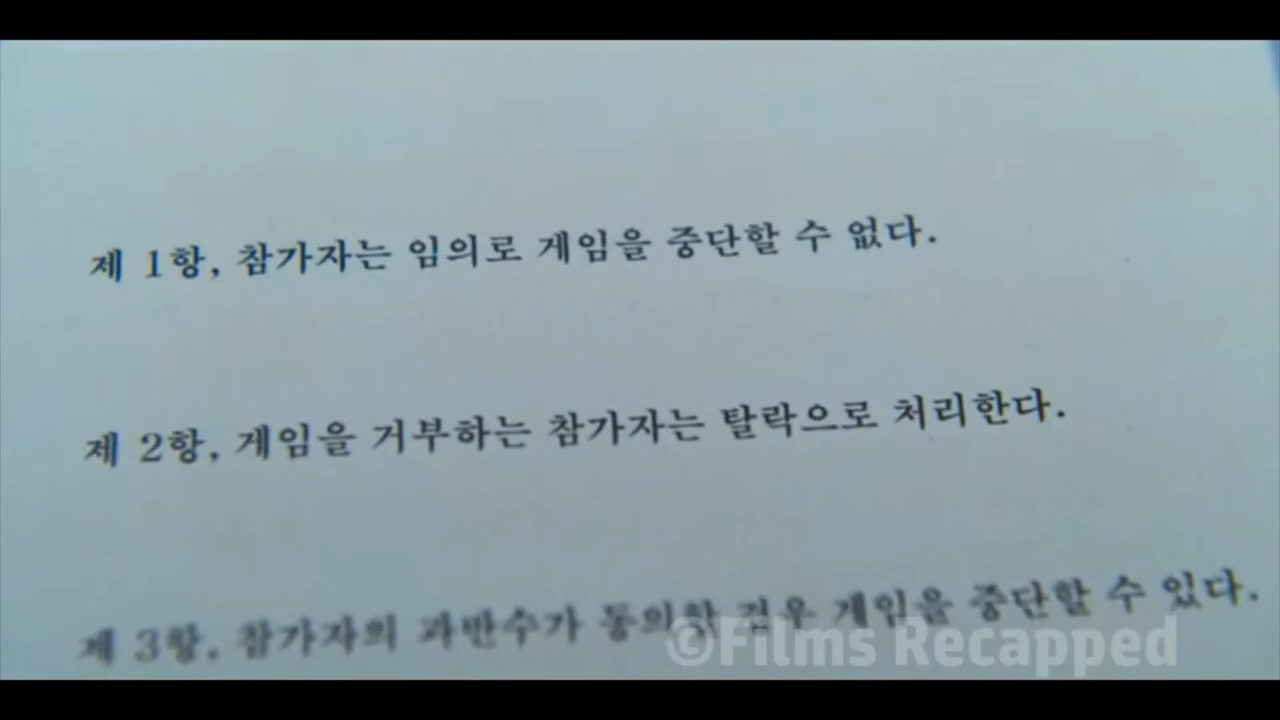 제 1항, 참가자는 임의로 게임을 중단할 수 없다.
제 2항, 게임을 거부하는 참가자는 탈락으로 처리한다.
제 3항, 참가자의 과반수가 동의할 경우 게임을 중단할 수 있다.
©Films Recapped